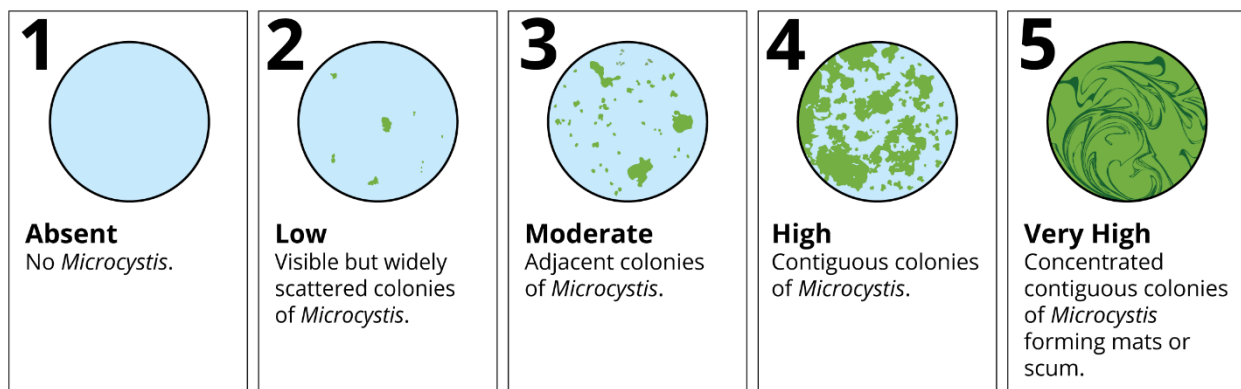 1
Absent
No Microcystis.
2
Low
Visible but widely
scattered colonies
of Microcystis.
3
Moderate
Adjacent colonies
of Microcystis.
4
High
Contiguous colonies
of Microcystis.
5
Very High
Concentrated
contiguous colonies
of Microcystis
forming mats or
scum.